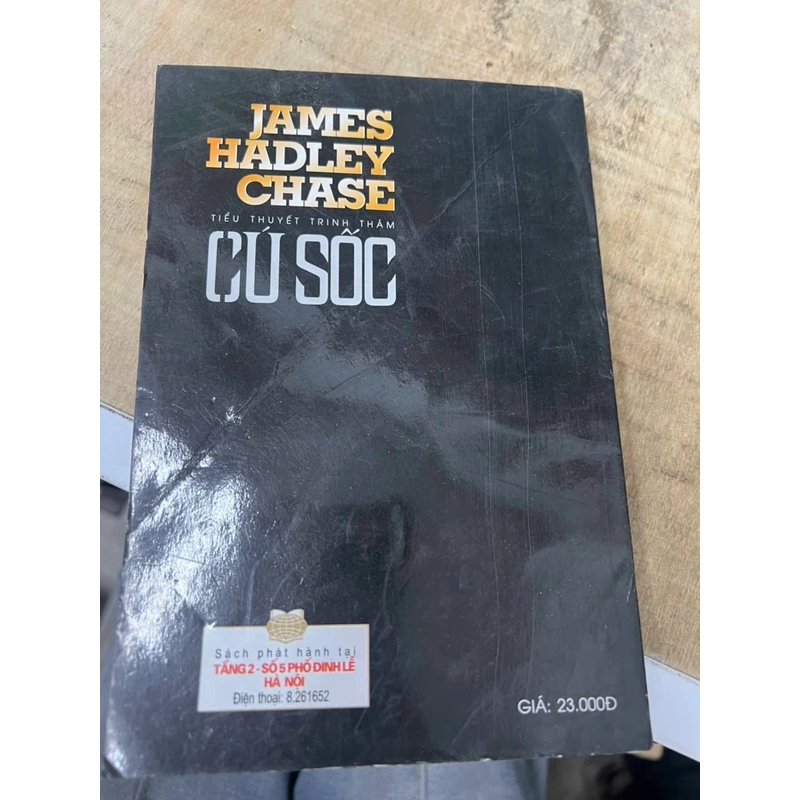 JAMES
HADLEY
CHASE
TIỂU THUYẾT TRINH THÁM
CÚ SỐC
Sách phát hành tại
TẦNG 2 - SỐ 5 PHỐ ĐINH LỄ
HÀ NỘI
Điện thoại: 8.261652
GIÁ: 23.000Đ